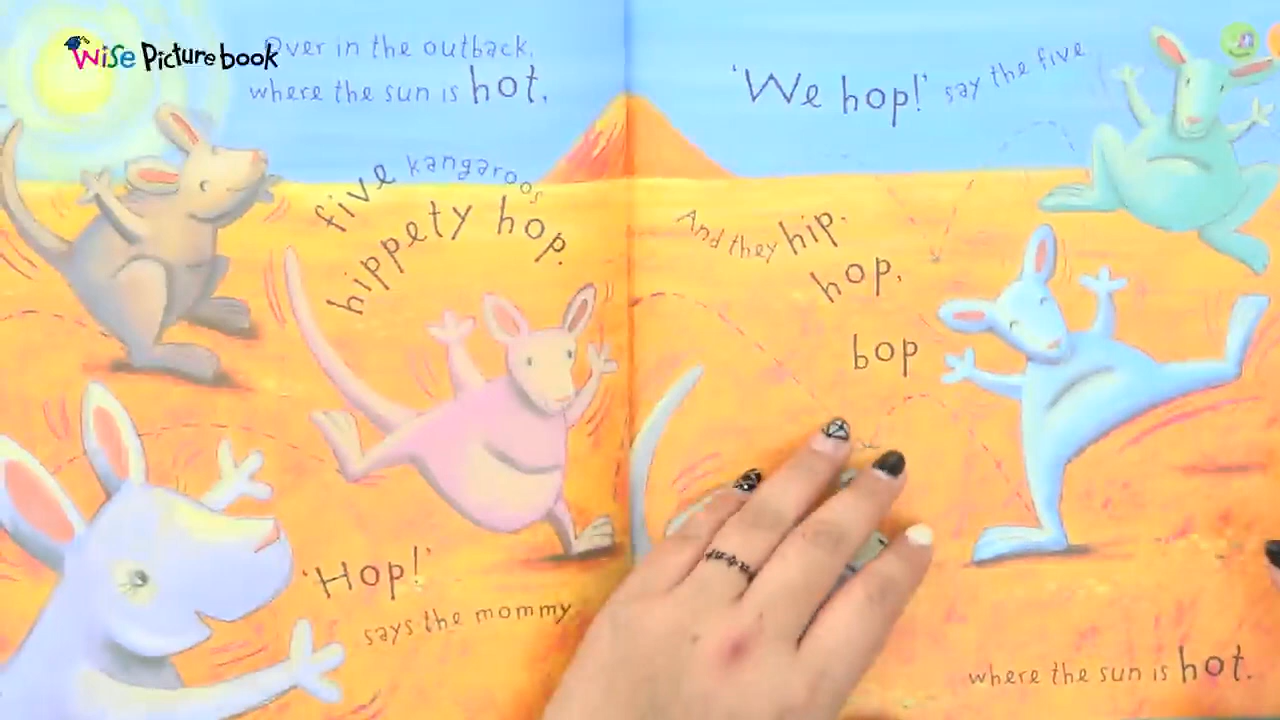 Wise Picture book
Over in the outback,
where the sun is hot,
five kangaroos
hippety hop.
'Hop!'
says the mommy
'We hop!' say the five
And they hip,
hop,
bop
where the sun is hot.